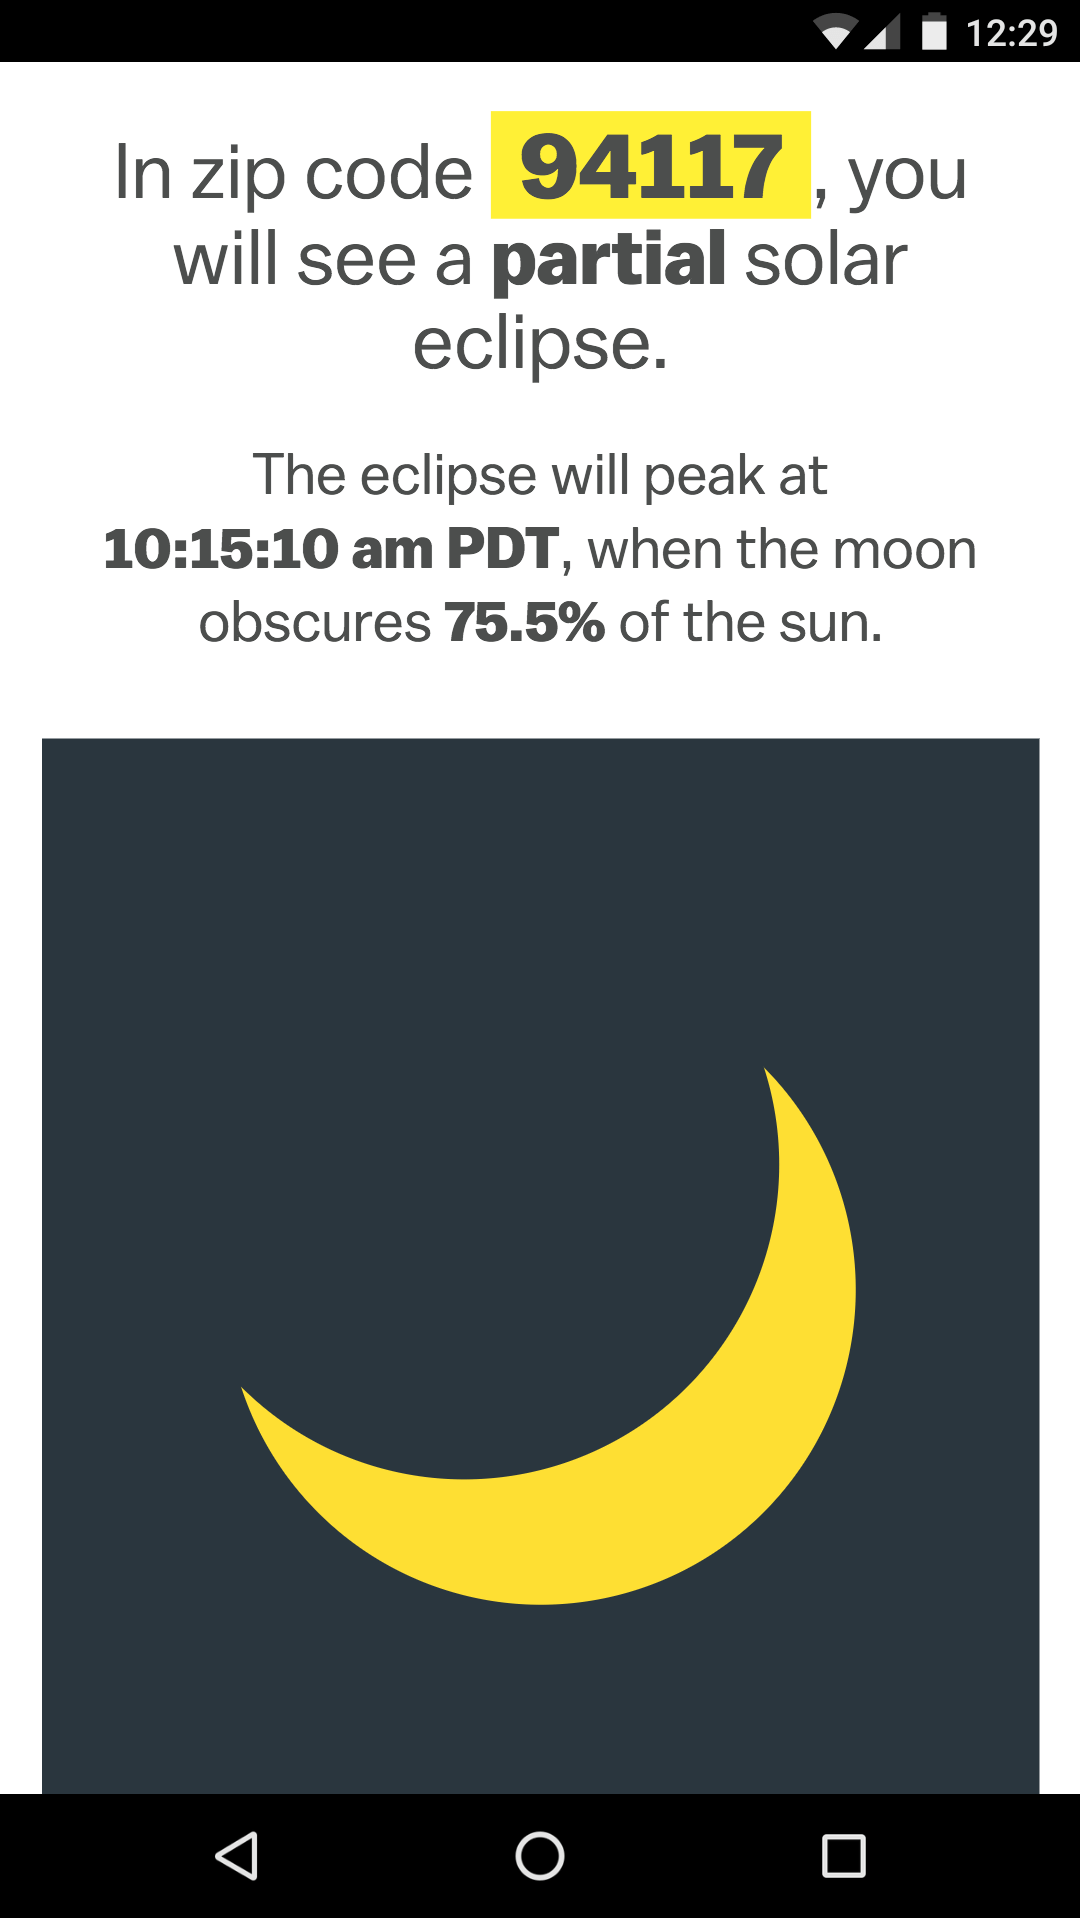 12:29
In zip code 94117, you
will see a partial solar
eclipse.
The eclipse will peak at
10:15:10 am PDT, when the moon
obscures 75.5% of the sun.